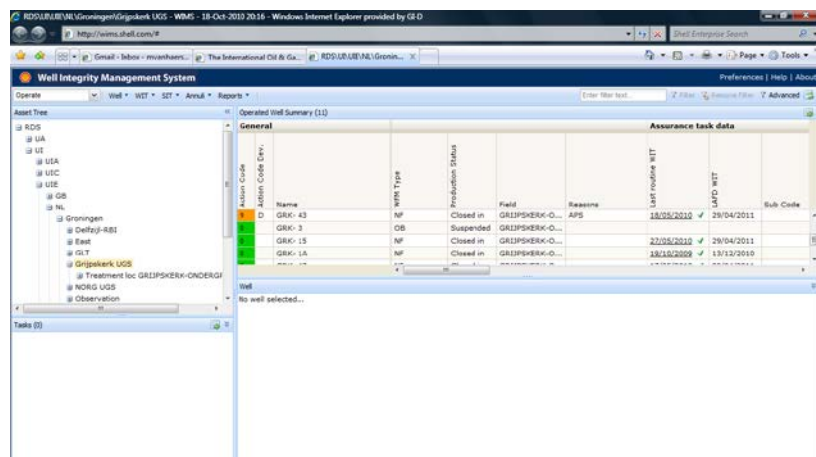 RDS\UI\UIE\NL\Groningen\Grijpskerk UGS - WIMS - 18-Oct-2010 20:16 - Windows Internet Explorer provided by GI-D
http://wims.shell.com/#
Shell Enterprise Search
Gmail - Inbox - mvanhaers... The International Oil & Ga... RDS\UI\UIE\NL\Gronin... X
Page Tools
Well Integrity Management System
Preferences | Help | About
Operate Well WIT SIT Annuli Reports
Enter filter text... Filter Remove Filter Advanced
Asset Tree
RDS
UA
UI
UIA
UIC
UIE
GB
NL
Groningen
Delfzijl-RBI
East
GLT
Grijpskerk UGS
Treatment loc GRIJPSKERK-ONDERGR
NORG UGS
Observation
Tasks (0)
Operated Well Summary (11)
General Assurance task data
Action Code Action Code Dev. Name WFM Type Production Status Field Reasons Last routine WIT LAFD WIT Sub Code
9 D GRK- 43 NF Closed in GRIJPSKERK-O... APS 18/05/2010 29/04/2011
GRK- 3 OB Suspended GRIJPSKERK-O...
GRK- 15 NF Closed in GRIJPSKERK-O... 27/05/2010 29/04/2011
GRK- 1A NF Closed in GRIJPSKERK-O... 19/10/2009 13/12/2010
Well
No well selected...